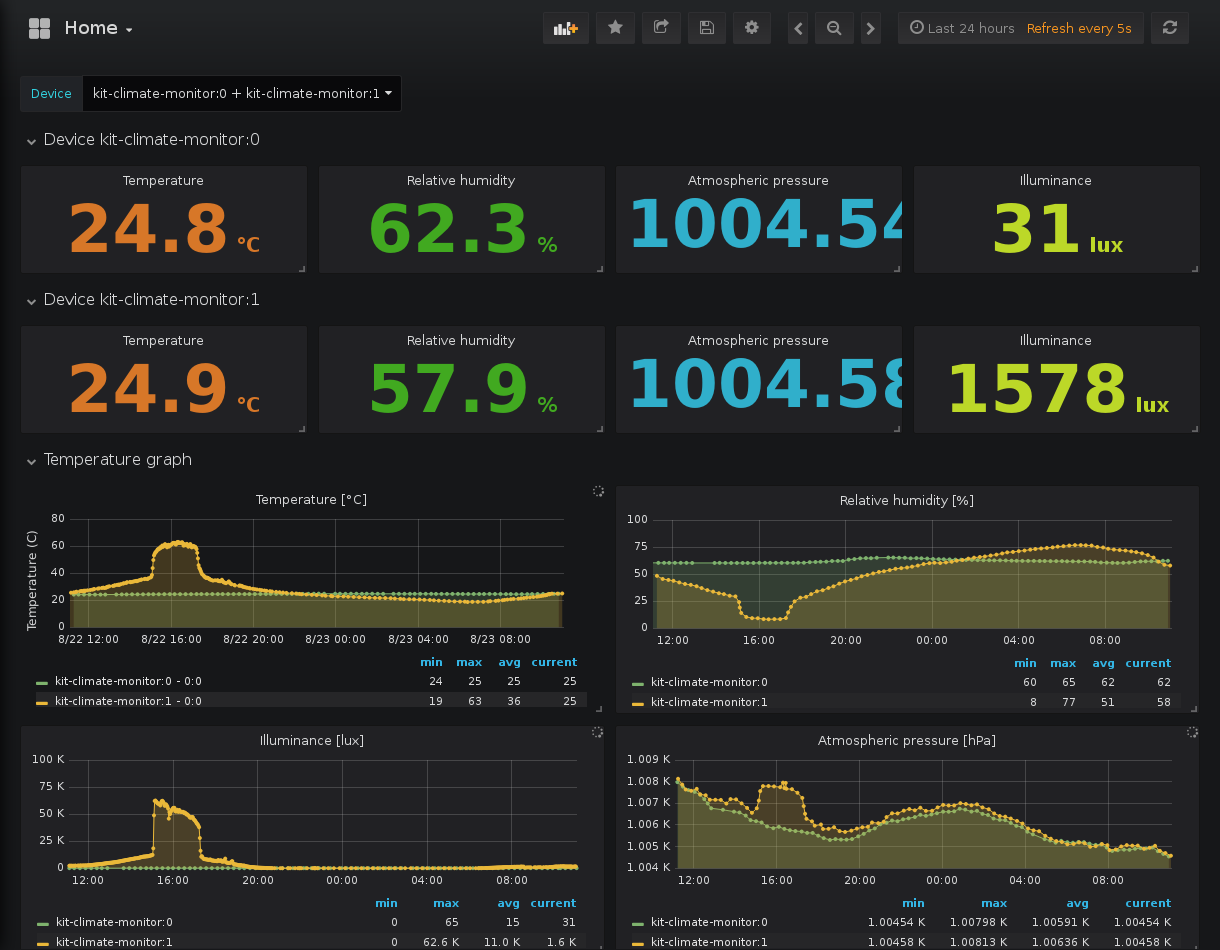 Home
Last 24 hours Refresh every 5s
Device kit-climate-monitor:0 + kit-climate-monitor:1
Device kit-climate-monitor:0
Temperature Relative humidity Atmospheric pressure Illuminance
24.8 °C 62.3 % 1004.54 31 lux
Device kit-climate-monitor:1
Temperature Relative humidity Atmospheric pressure Illuminance
24.9 °C 57.9 % 1004.58 1578 lux
Temperature graph
Temperature [°C]
Temperature (C)
80
60
40
20
0
8/22 12:00 8/22 16:00 8/22 20:00 8/23 00:00 8/23 04:00 8/23 08:00
min max avg current
kit-climate-monitor:0 - 0:0 24 25 25 25
kit-climate-monitor:1 - 0:0 19 63 36 25
Relative humidity [%]
100
75
50
25
0
12:00 16:00 20:00 00:00 04:00 08:00
min max avg current
kit-climate-monitor:0 60 65 62 62
kit-climate-monitor:1 8 77 51 58
Illuminance [lux]
100 K
75 K
50 K
25 K
0
12:00 16:00 20:00 00:00 04:00 08:00
min max avg current
kit-climate-monitor:0 0 65 15 31
kit-climate-monitor:1 0 62.6 K 11.0 K 1.6 K
Atmospheric pressure [hPa]
1.009 K
1.008 K
1.007 K
1.006 K
1.005 K
1.004 K
12:00 16:00 20:00 00:00 04:00 08:00
min max avg current
kit-climate-monitor:0 1.00454 K 1.00798 K 1.00591 K 1.00454 K
kit-climate-monitor:1 1.00458 K 1.00813 K 1.00636 K 1.00458 K